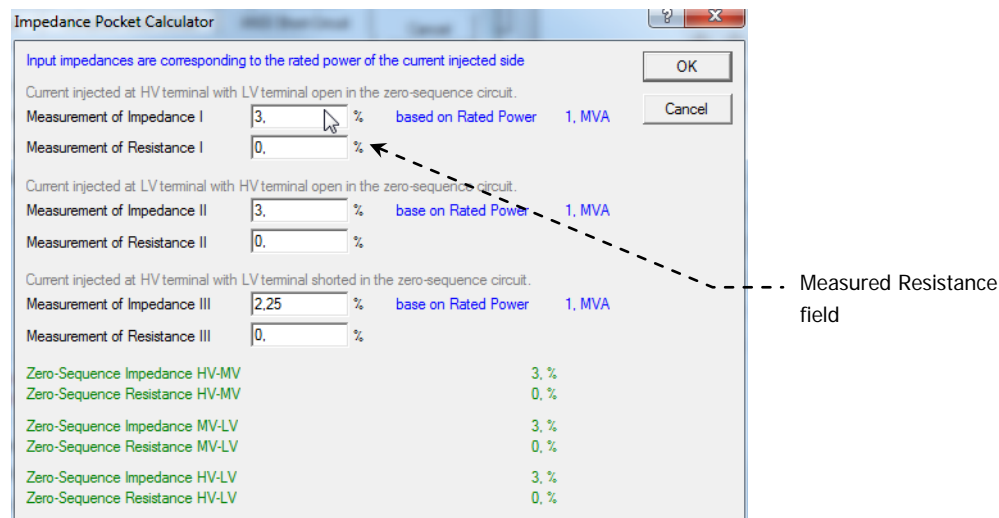 Impedance Pocket Calculator
Input impedances are corresponding to the rated power of the current injected side
OK
Current injected at HV terminal with LV terminal open in the zero-sequence circuit.
Measurement of Impedance I 3, % based on Rated Power 1, MVA
Cancel
Measurement of Resistance I 0, %
Current injected at LV terminal with HV terminal open in the zero-sequence circuit.
Measurement of Impedance II 3, % base on Rated Power 1, MVA
Measurement of Resistance II 0, %
Current injected at HV terminal with LV terminal shorted in the zero-sequence circuit.
Measurement of Impedance III 2,25 % base on Rated Power 1, MVA
Measurement of Resistance III 0, %
Measured Resistance
field
Zero-Sequence Impedance HV-MV 3, %
Zero-Sequence Resistance HV-MV 0, %
Zero-Sequence Impedance MV-LV 3, %
Zero-Sequence Resistance MV-LV 0, %
Zero-Sequence Impedance HV-LV 3, %
Zero-Sequence Resistance HV-LV 0, %